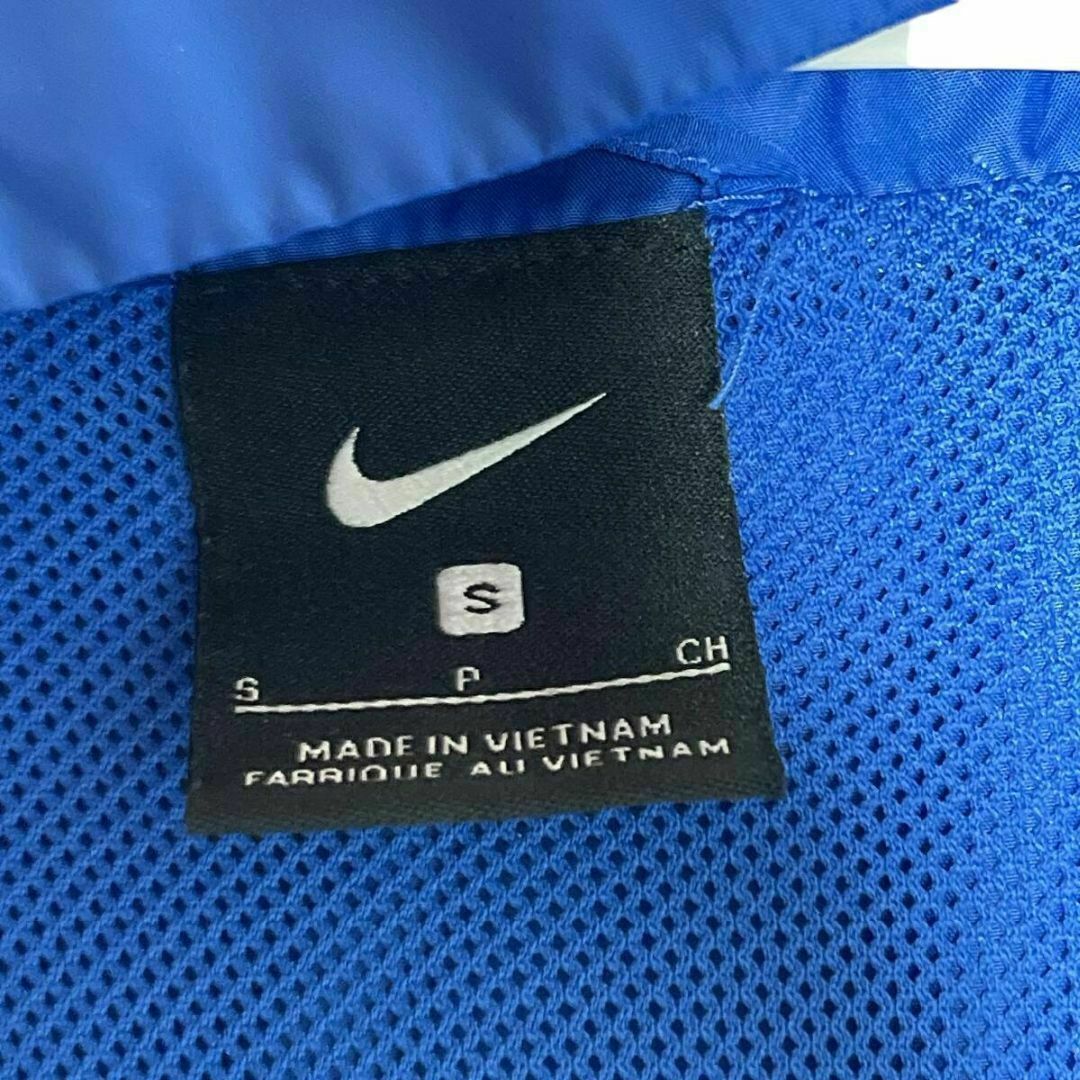 S
S P CH
MADE IN VIETNAM
FABRIQUE AU VIETNAM